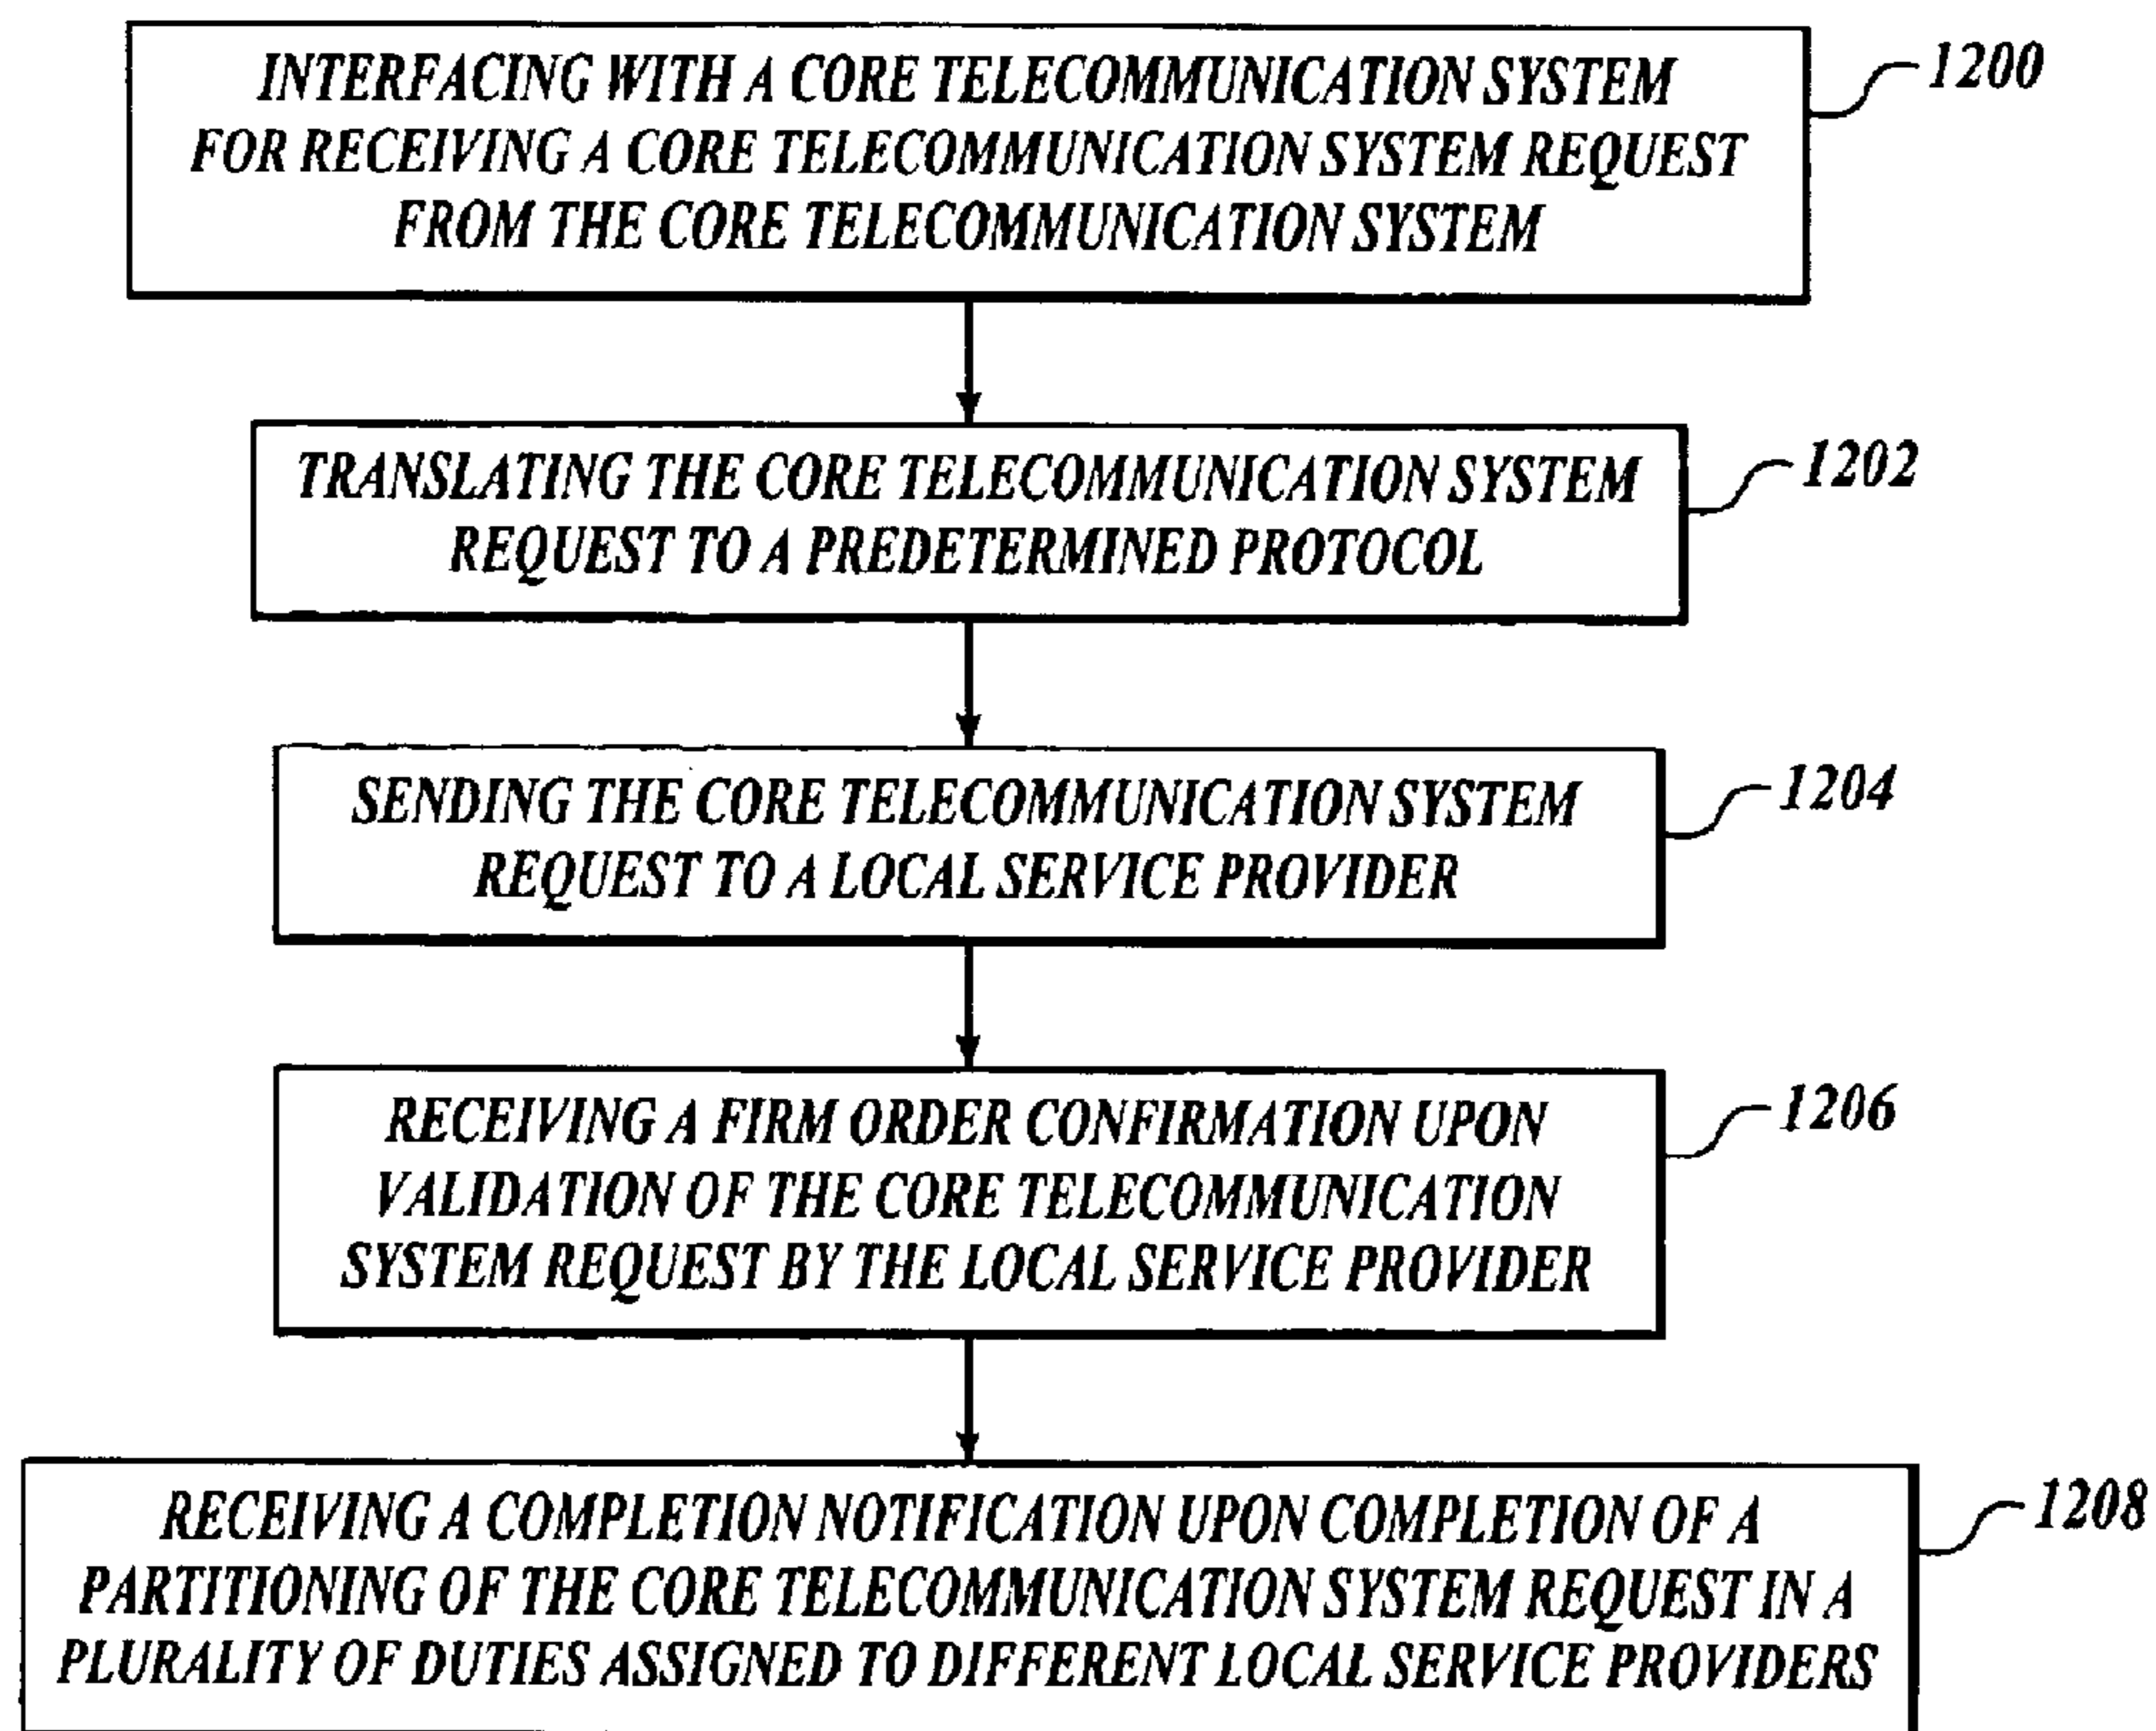 INTERFACING WITH A CORE TELECOMMUNICATION SYSTEM
FOR RECEIVING A CORE TELECOMMUNICATION SYSTEM REQUEST
FROM THE CORE TELECOMMUNICATION SYSTEM
1200
TRANSLATING THE CORE TELECOMMUNICATION SYSTEM
REQUEST TO A PREDETERMINED PROTOCOL
1202
SENDING THE CORE TELECOMMUNICATION SYSTEM
REQUEST TO A LOCAL SERVICE PROVIDER
1204
RECEIVING A FIRM ORDER CONFIRMATION UPON
VALIDATION OF THE CORE TELECOMMUNICATION
SYSTEM REQUEST BY THE LOCAL SERVICE PROVIDER
1206
RECEIVING A COMPLETION NOTIFICATION UPON COMPLETION OF A
PARTITIONING OF THE CORE TELECOMMUNICATION SYSTEM REQUEST IN A
PLURALITY OF DUTIES ASSIGNED TO DIFFERENT LOCAL SERVICE PROVIDERS
1208